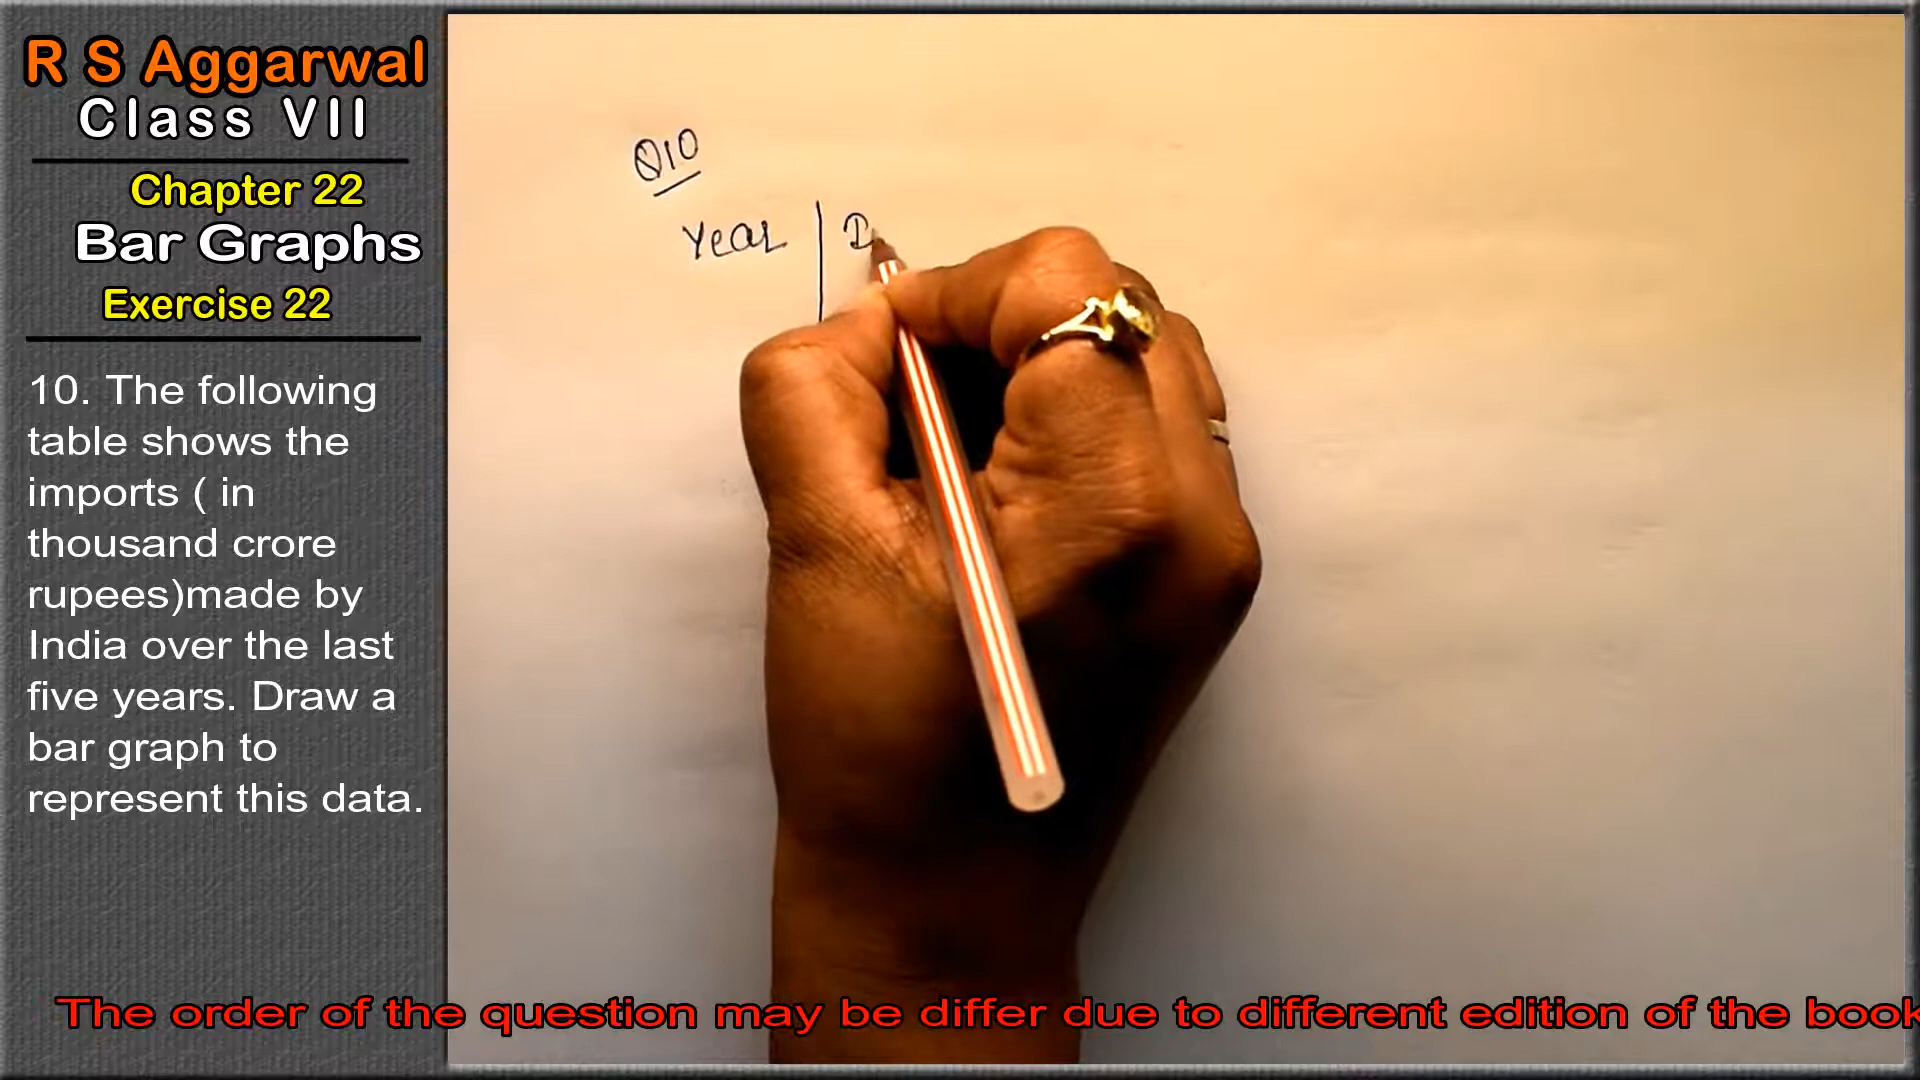 R S Aggarwal
Class VII
Chapter 22
Bar Graphs
Exercise 22
10. The following
table shows the
imports ( in
thousand crore
rupees)made by
India over the last
five years. Draw a
bar graph to
represent this data.
Q10
Year
The order of the question may be differ due to different edition of the book